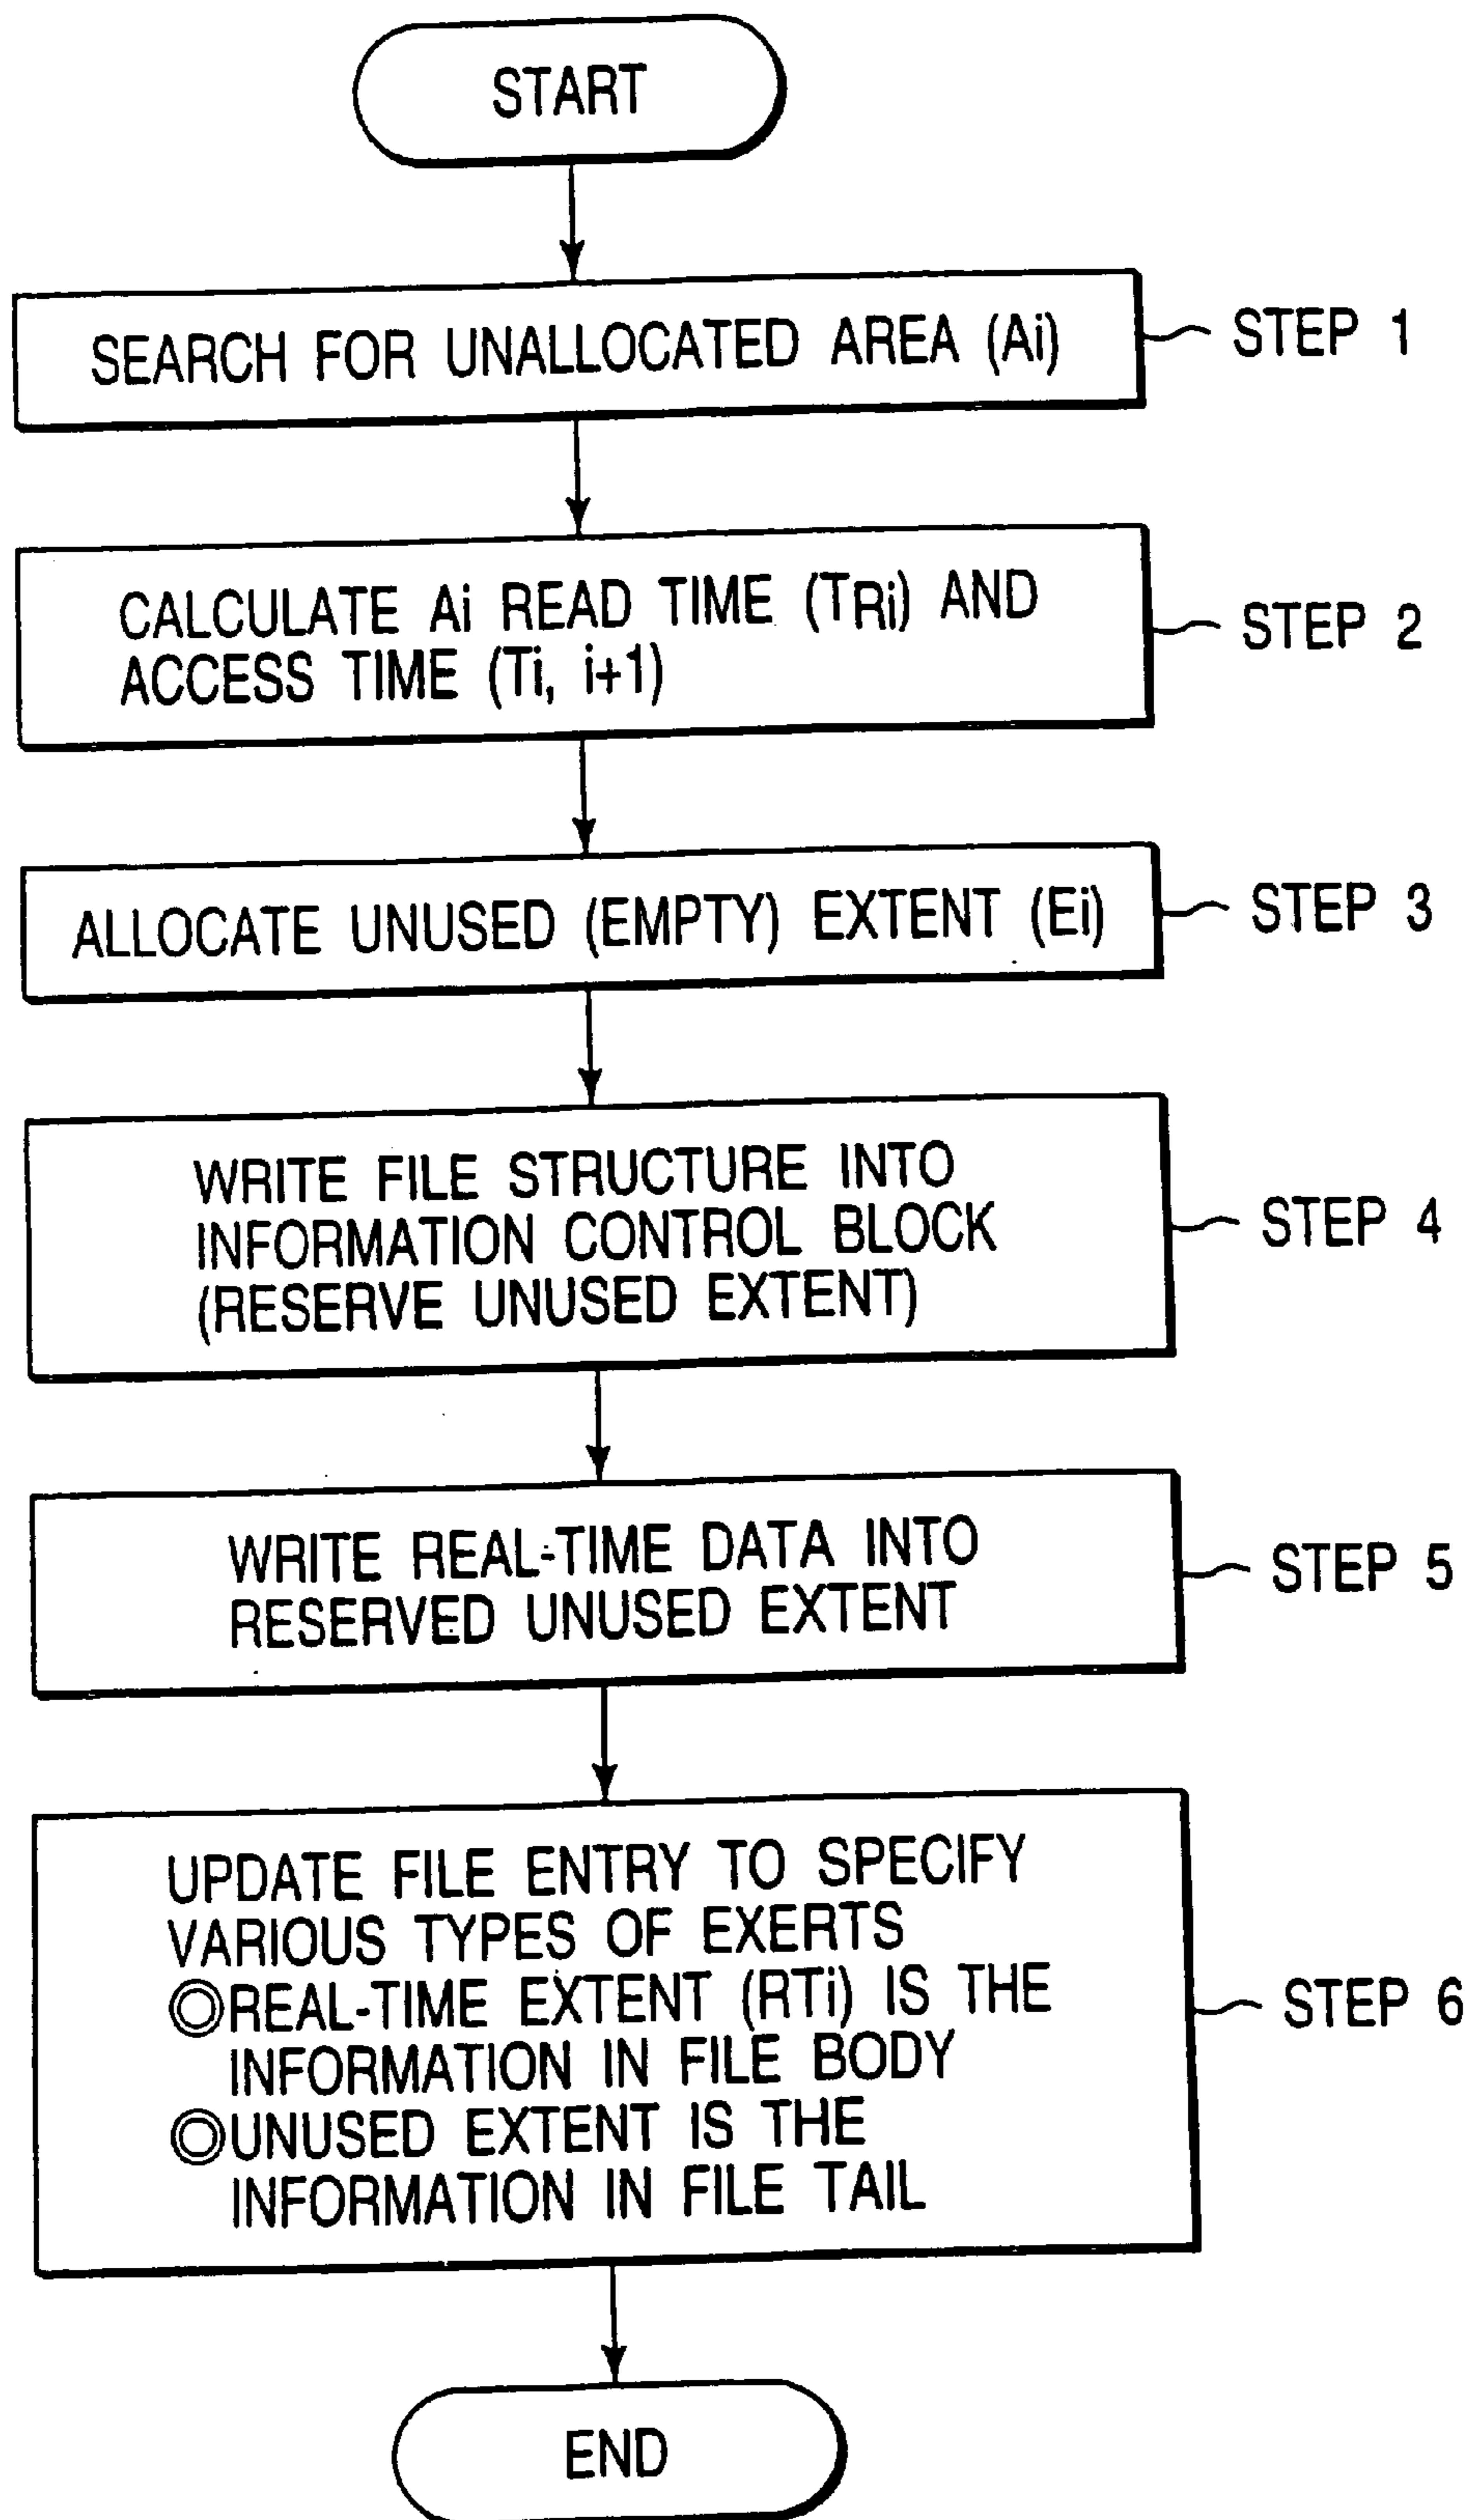 START
SEARCH FOR UNALLOCATED AREA (Ai)
STEP 1
CALCULATE Ai READ TIME (TRi) AND
ACCESS TIME (Ti, i+1)
STEP 2
ALLOCATE UNUSED (EMPTY) EXTENT (Ei)
STEP 3
WRITE FILE STRUCTURE INTO
INFORMATION CONTROL BLOCK
(RESERVE UNUSED EXTENT)
STEP 4
WRITE REAL-TIME DATA INTO
RESERVED UNUSED EXTENT
STEP 5
UPDATE FILE ENTRY TO SPECIFY
VARIOUS TYPES OF EXERTS
◎REAL-TIME EXTENT (RTi) IS THE
INFORMATION IN FILE BODY
◎UNUSED EXTENT IS THE
INFORMATION IN FILE TAIL
STEP 6
END